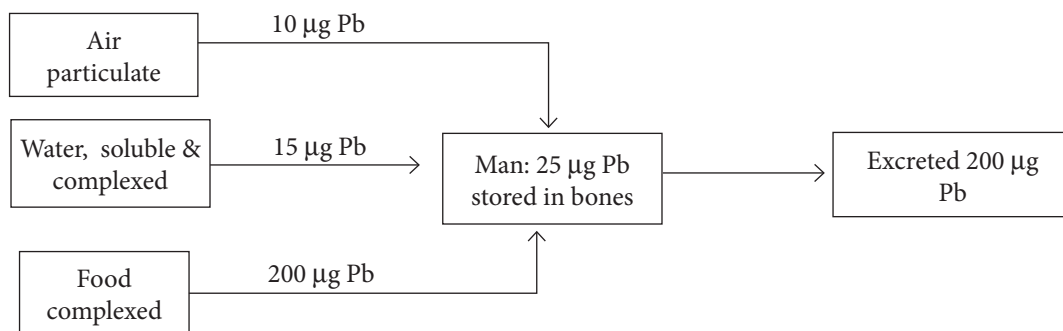 Air
particulate
10 µg Pb
Water, soluble &
complexed
15 µg Pb
Food
complexed
200 µg Pb
Man: 25 µg Pb
stored in bones
Excreted 200 µg
Pb